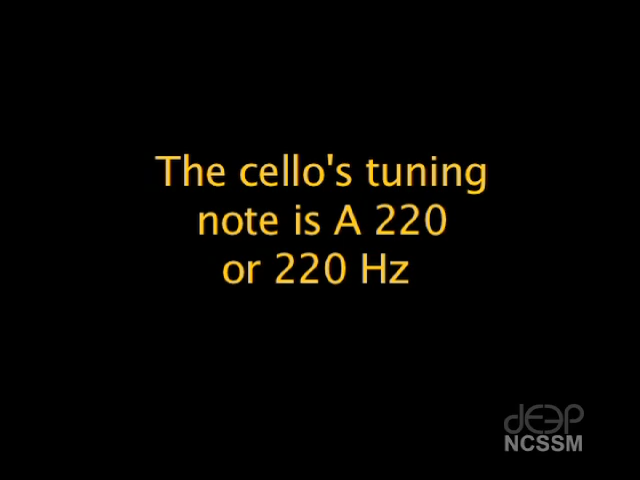 The cello's tuning
note is A 220
or 220 Hz
deep
NCSSM